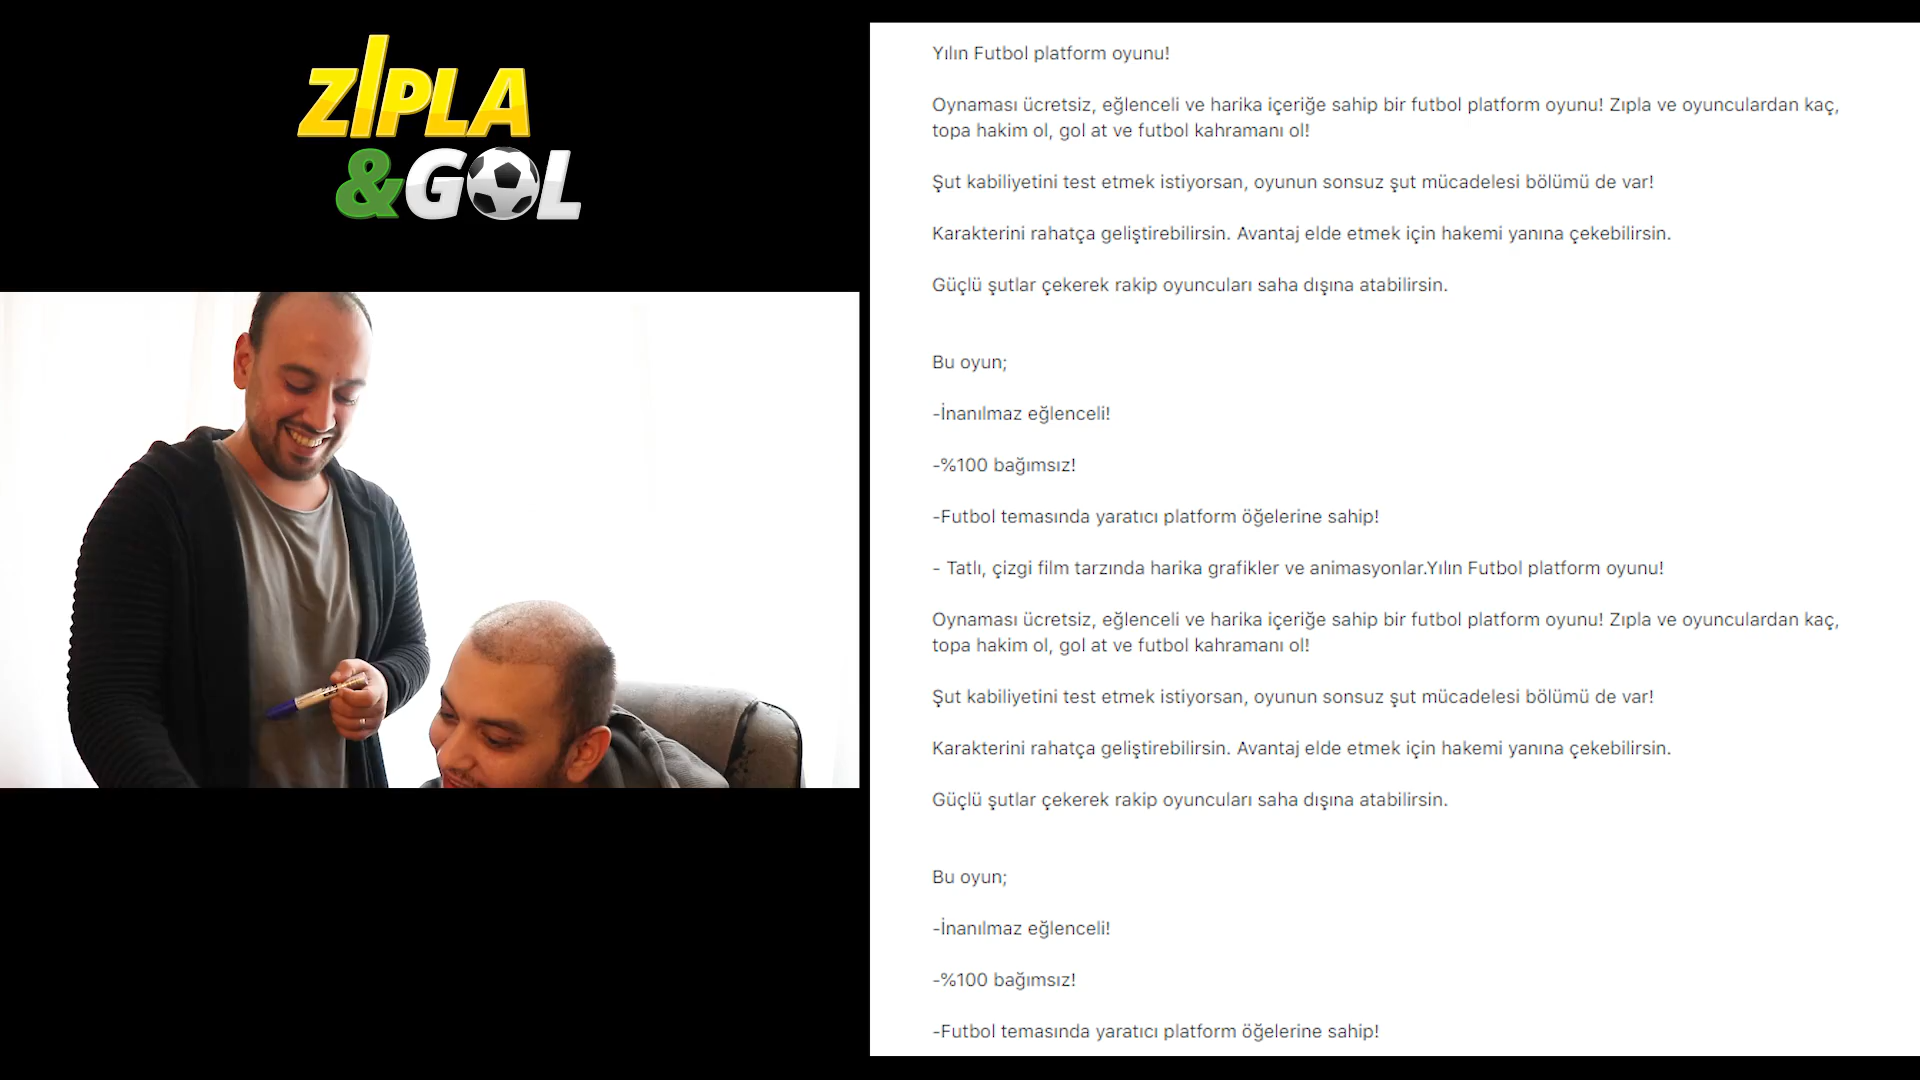 ZIPLA
&GOL
Yılın Futbol platform oyunu!
Oynaması ücretsiz, eğlenceli ve harika içeriğe sahip bir futbol platform oyunu! Zıpla ve oyunculardan kaç,
topa hakim ol, gol at ve futbol kahramanı ol!
Şut kabiliyetini test etmek istiyorsan, oyunun sonsuz şut mücadelesi bölümü de var!
Karakterini rahatça geliştirebilirsin. Avantaj elde etmek için hakemi yanına çekebilirsin.
Güçlü şutlar çekerek rakip oyuncuları saha dışına atabilirsin.
Bu oyun;
-İnanılmaz eğlenceli!
-%100 bağımsız!
-Futbol temasında yaratıcı platform öğelerine sahip!
- Tatlı, çizgi film tarzında harika grafikler ve animasyonlar.Yılın Futbol platform oyunu!
Oynaması ücretsiz, eğlenceli ve harika içeriğe sahip bir futbol platform oyunu! Zıpla ve oyunculardan kaç,
topa hakim ol, gol at ve futbol kahramanı ol!
Şut kabiliyetini test etmek istiyorsan, oyunun sonsuz şut mücadelesi bölümü de var!
Karakterini rahatça geliştirebilirsin. Avantaj elde etmek için hakemi yanına çekebilirsin.
Güçlü şutlar çekerek rakip oyuncuları saha dışına atabilirsin.
Bu oyun;
-İnanılmaz eğlenceli!
-%100 bağımsız!
-Futbol temasında yaratıcı platform öğelerine sahip!